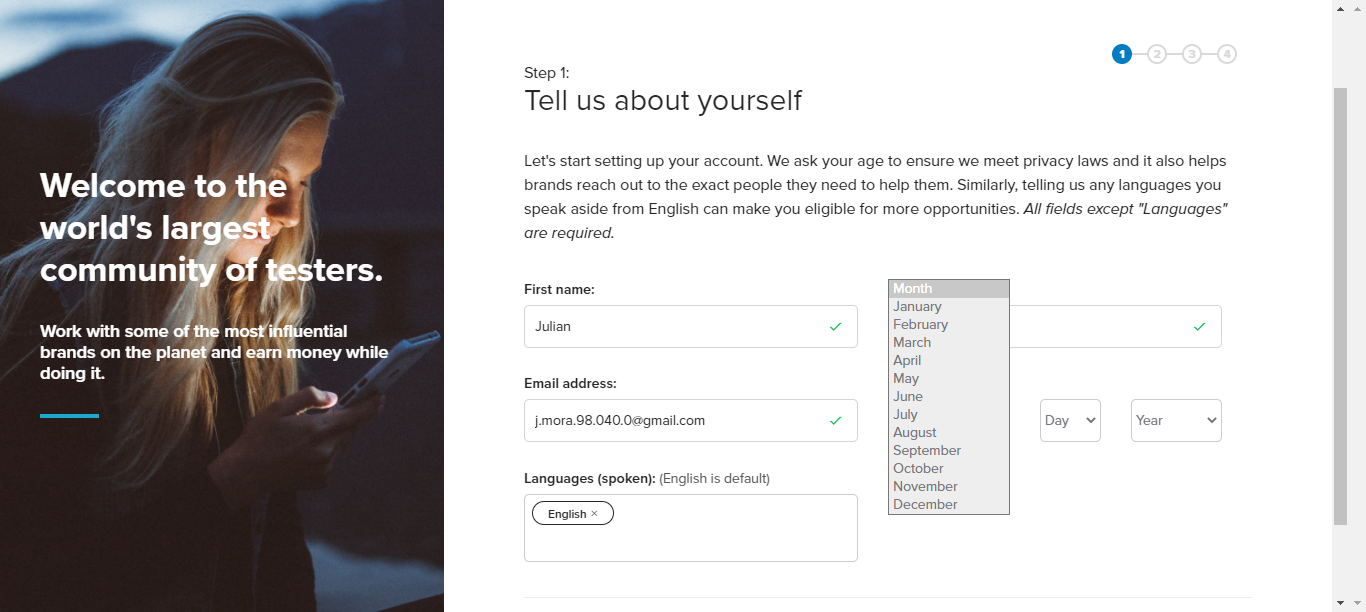 Welcome to the
world's largest
community of testers.
Work with some of the most influential
brands on the planet and earn money while
doing it.
1 2 3 4
Step 1:
Tell us about yourself
Let's start setting up your account. We ask your age to ensure we meet privacy laws and it also helps
brands reach out to the exact people they need to help them. Similarly, telling us any languages you
speak aside from English can make you eligible for more opportunities. All fields except "Languages"
are required.
First name:
Julian
Email address:
j.mora.98.040.0@gmail.com
Languages (spoken): (English is default)
English ×
Month
January
February
March
April
May
June
July
August
September
October
November
December
Day
Year